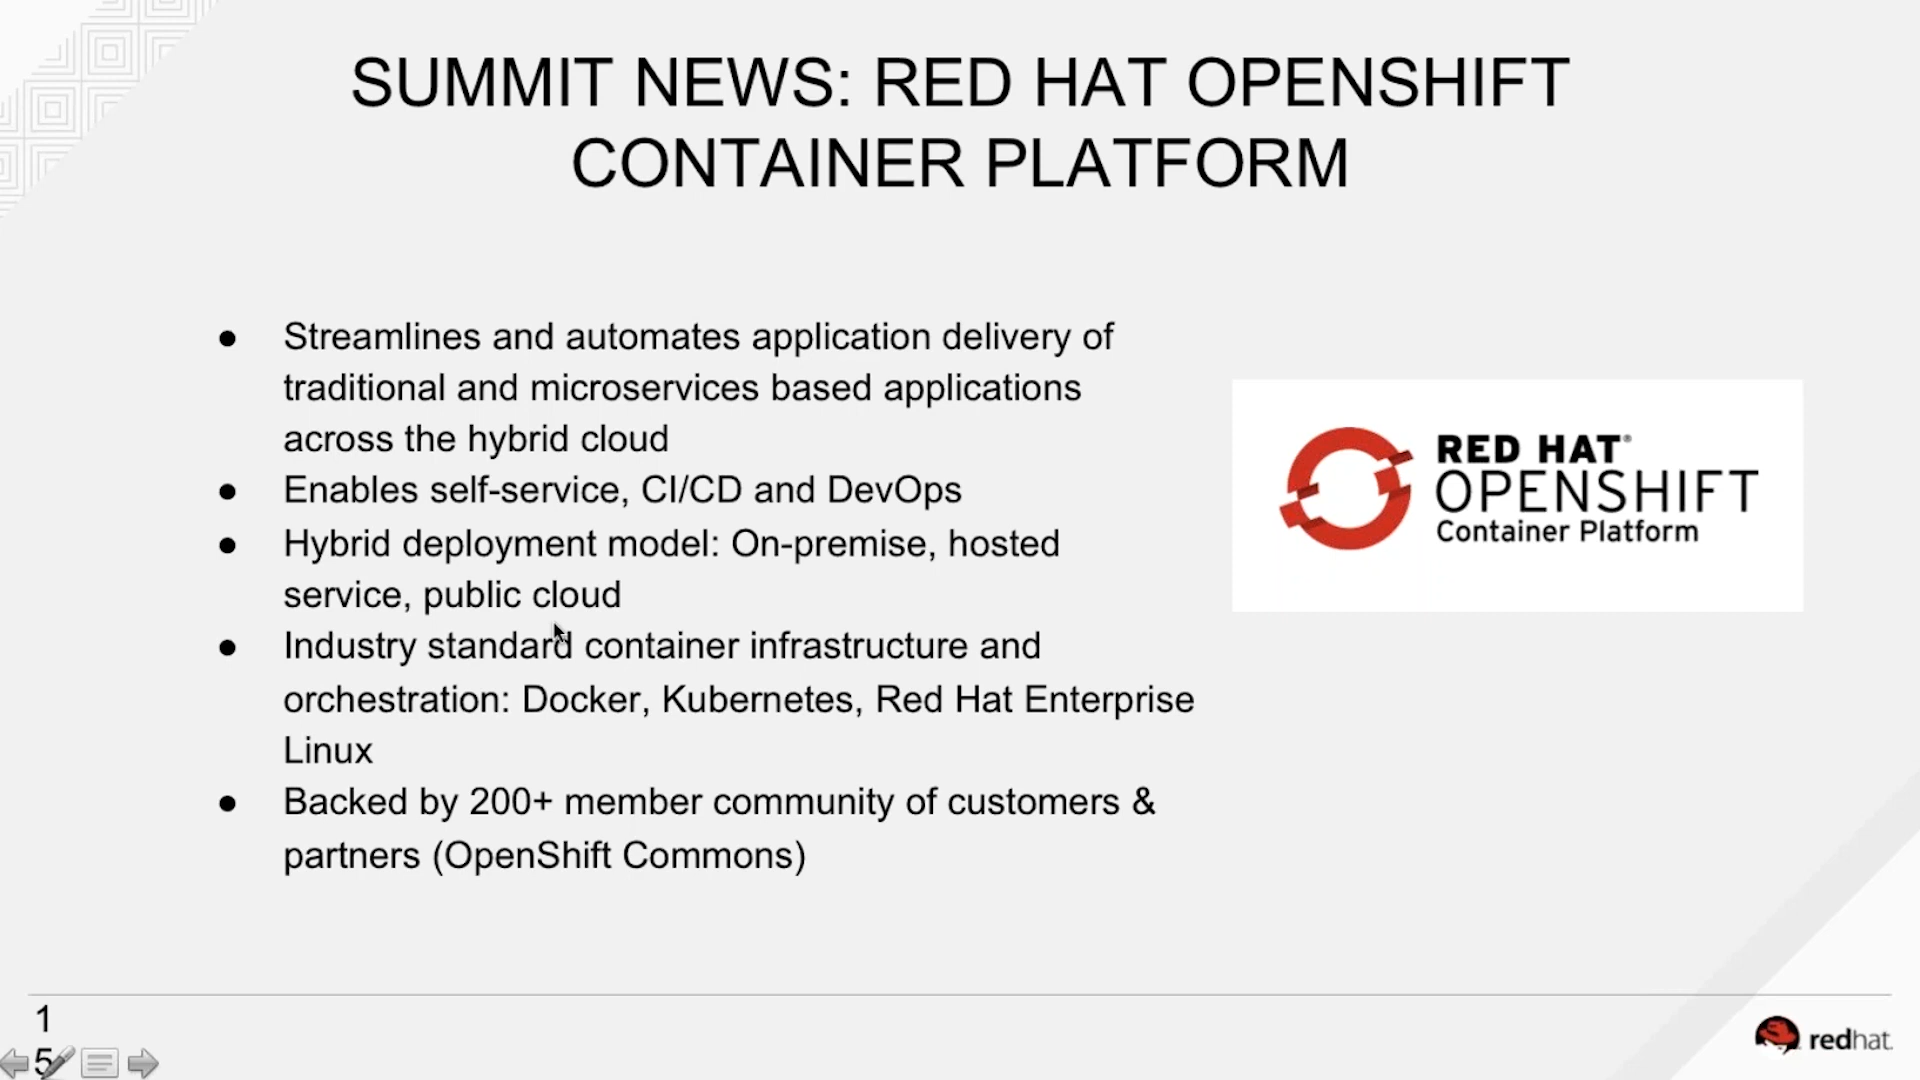 SUMMIT NEWS: RED HAT OPENSHIFT
CONTAINER PLATFORM
● Streamlines and automates application delivery of
traditional and microservices based applications
across the hybrid cloud
● Enables self-service, CI/CD and DevOps
● Hybrid deployment model: On-premise, hosted
service, public cloud
● Industry standard container infrastructure and
orchestration: Docker, Kubernetes, Red Hat Enterprise
Linux
● Backed by 200+ member community of customers &
partners (OpenShift Commons)
RED HAT®
OPENSHIFT
Container Platform
1
5
redhat.